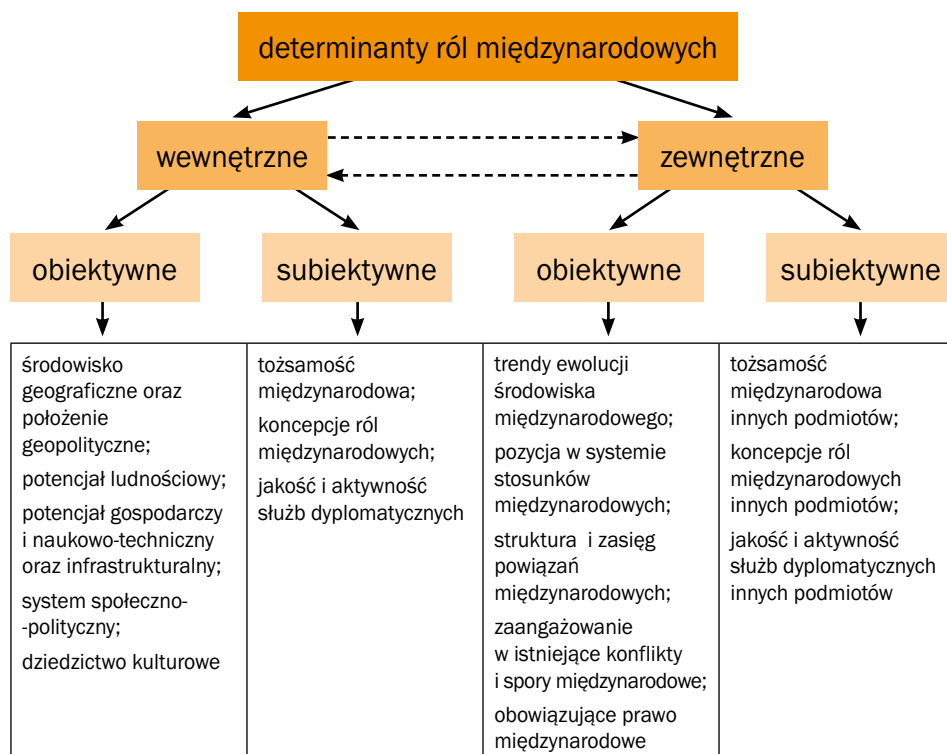 determinanty ról międzynarodowych
wewnętrzne
zewnętrzne
obiektywne
subiektywne
obiektywne
subiektywne
środowisko
geograficzne oraz
położenie
geopolityczne;
potencjał ludnościowy;
potencjał gospodarczy
i naukowo-techniczny
oraz infrastrukturalny;
system społeczno-
-polityczny;
dziedzictwo kulturowe
tożsamość
międzynarodowa;
koncepcje ról
międzynarodowych;
jakość i aktywność
służb dyplomatycznych
trendy ewolucji
środowiska
międzynarodowego;
pozycja w systemie
stosunków
międzynarodowych;
struktura i zasięg
powiązań
międzynarodowych;
zaangażowanie
w istniejące konflikty
i spory międzynarodowe;
obowiązujące prawo
międzynarodowe
tożsamość
międzynarodowa
innych podmiotów;
koncepcje ról
międzynarodowych
innych podmiotów;
jakość i aktywność
służb dyplomatycznych
innych podmiotów